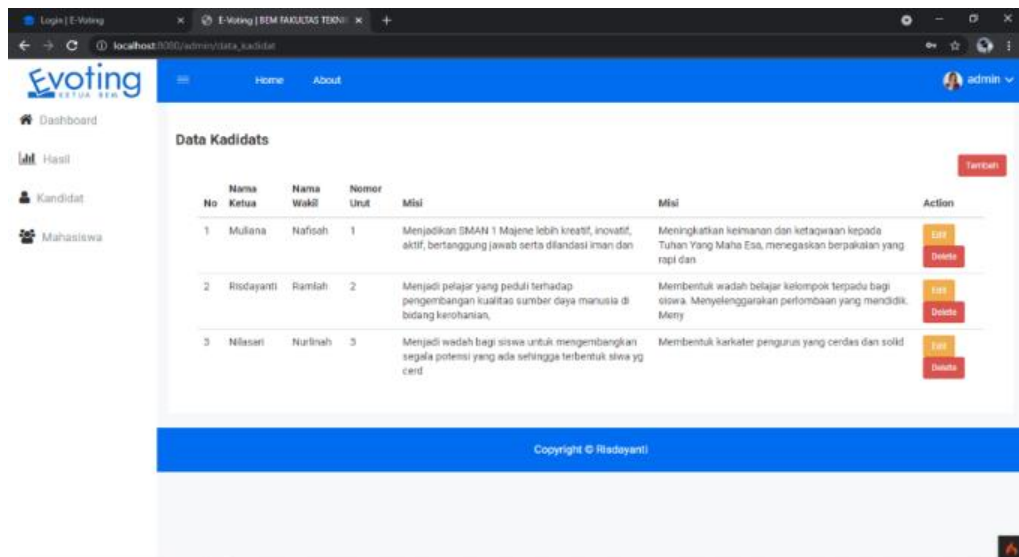 Login | E-Voting
E-Voting | BEM FAKULTAS TEKNI
localhost:8080/admin/data_kadidat
Evoting
KETUA BEM
Home About
admin
Dashboard
Hasil
Kandidat
Mahasiswa
Data Kadidats
Tambah
No Nama Ketua Nama Wakil Nomor Urut Misi Misi Action
1 Muliana Nafisah 1
Menjadikan SMAN 1 Majene lebih kreatif, inovatif,
aktif, bertanggung jawab serta dilandasi iman dan
Meningkatkan keimanan dan ketaqwaan kepada
Tuhan Yang Maha Esa, menegaskan berpakaian yang
rapi dan
Edit
Delete
2 Risdayanti Ramlah 2
Menjadi pelajar yang peduli terhadap
pengembangan kualitas sumber daya manusia di
bidang kerohanian,
Membentuk wadah belajar kelompok terpadu bagi
siswa. Menyelenggarakan perlombaan yang mendidik.
Meny
Edit
Delete
3 Nilasari Nurlinah 3
Menjadi wadah bagi siswa untuk mengembangkan
segala potensi yang ada sehingga terbentuk siwa yg
cerd
Membentuk karkater pengurus yang cerdas dan solid
Edit
Delete
Copyright © Risdayanti